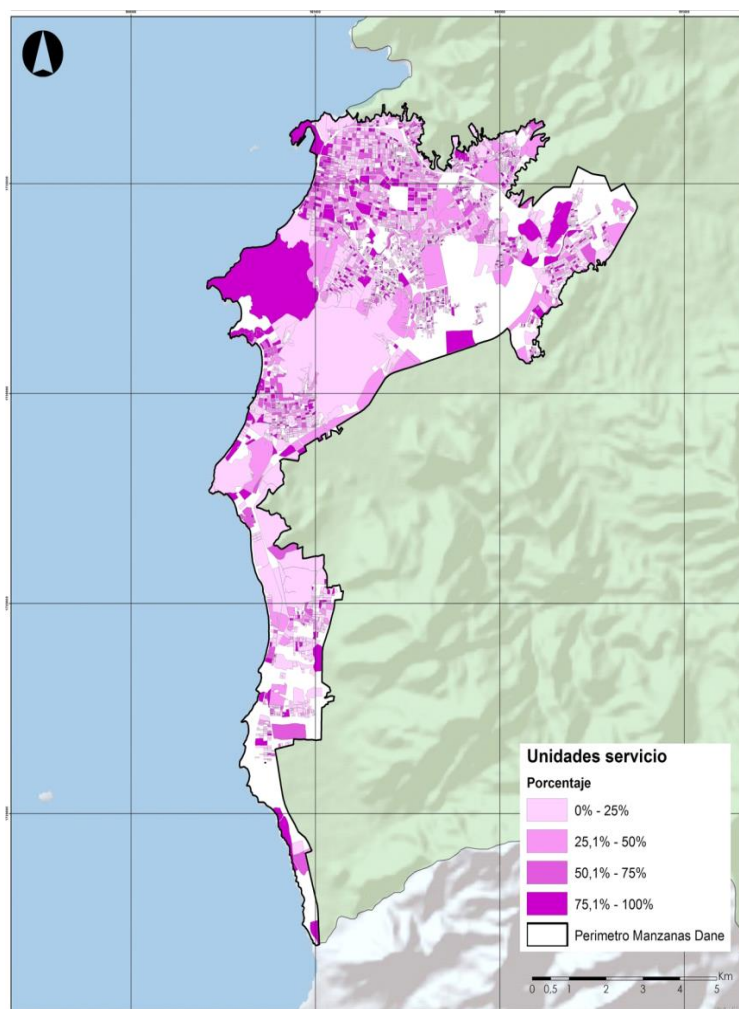 Unidades servicio
Porcentaje
0% - 25%
25,1% - 50%
50,1% - 75%
75,1% - 100%
Perimetro Manzanas Dane
Km
0 0,5 1 2 3 4 5